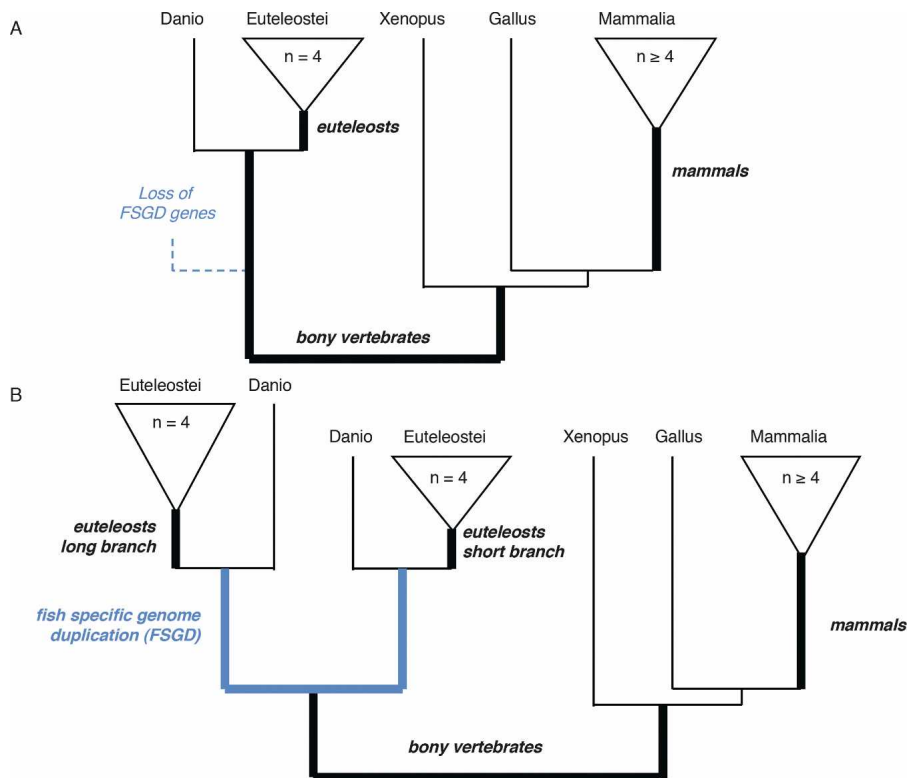 A
Danio
Euteleostei
Xenopus
Gallus
Mammalia
n = 4
n ≥ 4
euteleosts
mammals
Loss of
FSGD genes
bony vertebrates
B
Euteleostei
Danio
n = 4
Danio
Euteleostei
Xenopus
Gallus
Mammalia
n = 4
n ≥ 4
euteleosts
long branch
euteleosts
short branch
fish specific genome
duplication (FSGD)
mammals
bony vertebrates